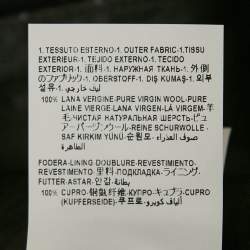 1. TESSUTO ESTERNO-1. OUTER FABRIC-1.TISSU
EXTERIEUR-1. TEJIDO EXTERNO-1. TECIDO
EXTERIOR-1. 面料-1. НАРУЖНАЯ ТКАНЬ-1. 外側
のファブリック-1. OBERSTOFF-1. DIŞ KUMAŞ-1. 외부
섬유-1. ليف خارجي
100% LANA VERGINE-PURE VIRGIN WOOL-PURE
LAINE VIERGE-LANA VIRGEN-LÃ VIRGEM-羊
毛-ЧИСТАЯ НАТУРАЛЬНАЯ ШЕРСТЬ-ピュ
アーバージンウール-REINE SCHURWOLLE-
SAF KIRKIM YÜNÜ-순원모-صوف العذراء
الطاهرة
FODERA-LINING DOUBLURE-REVESTIMIENTO
REVESTIMENTO-里料-ПОДКЛАДКА-ライニング-
FUTTER-ASTAR-안감-بطانة
100% CUPRO-铜氨纤维-КУПРО-キュプラ-CUPRO
(KUPFERSEIDE)-쿠프로-ألياف كوبرو